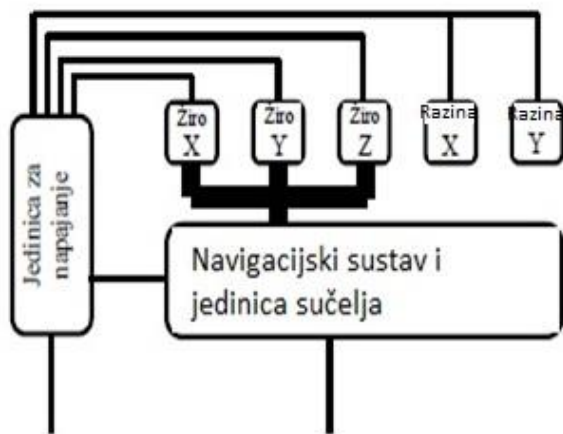 Žiro
X
Žiro
Y
Žiro
Z
Razina
X
Razina
Y
Jedinica za
napajanje
Navigacijski sustav i
jedinica sučelja